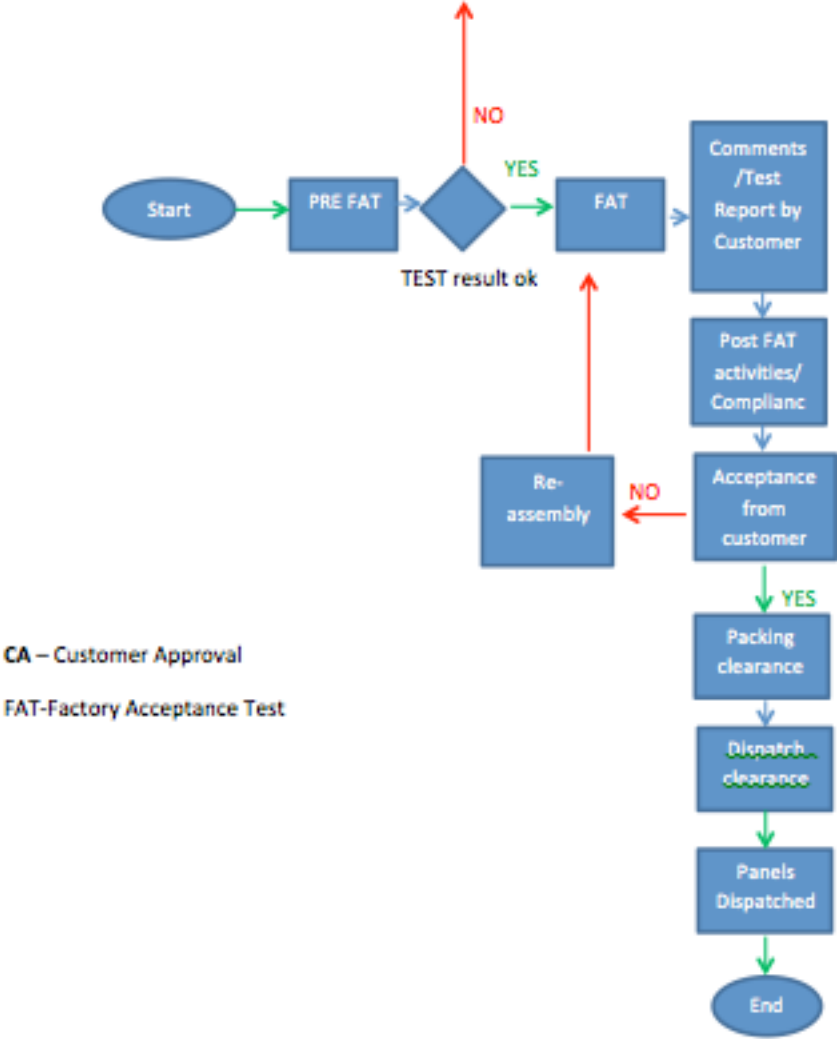 NO
Start
PRE FAT
YES
FAT
TEST result ok
Comments
/Test
Report by
Customer
Post FAT
activities/
Complianc
Acceptance
from
customer
NO
Re-
assembly
YES
Packing
clearance
Dispatch
clearance
Panels
Dispatched
End
CA – Customer Approval
FAT-Factory Acceptance Test